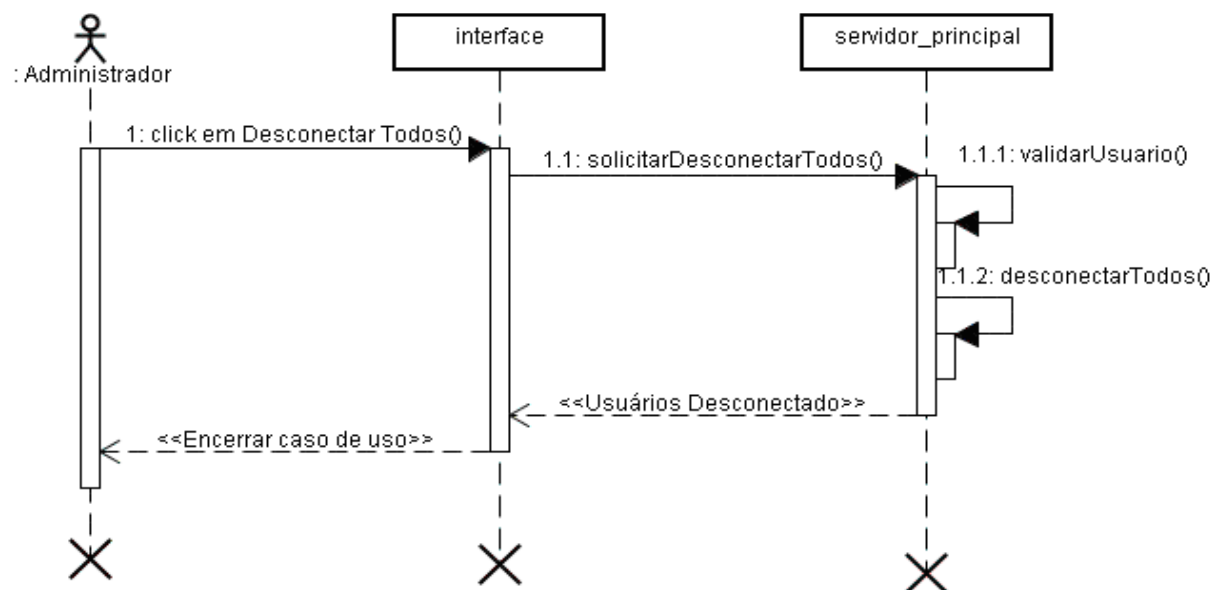 interface
servidor_principal
: Administrador
1: click em Desconectar Todos()
1.1: solicitarDesconectarTodos()
1.1.1: validarUsuario()
1.1.2: desconectarTodos()
<<Usuários Desconectado>>
<<Encerrar caso de uso>>